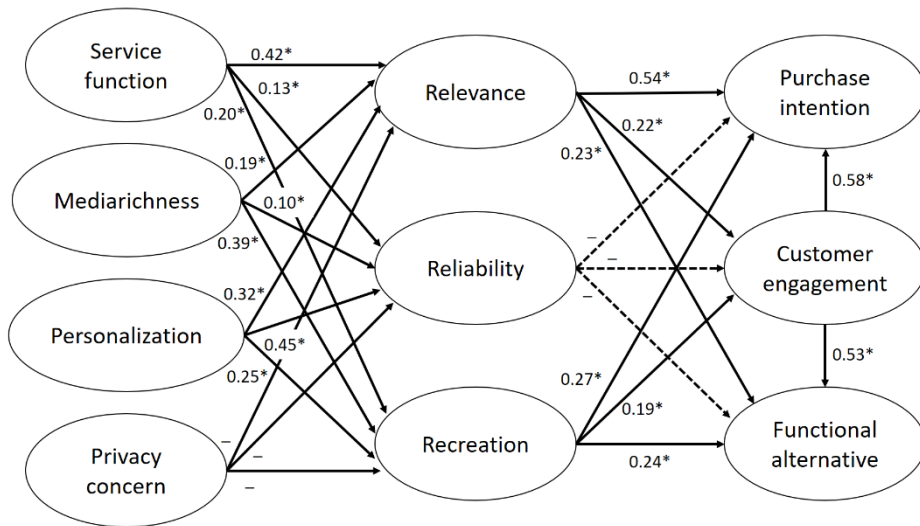 Service
function
0.42*
0.13*
0.20*
Relevance
0.54*
0.22*
0.23*
Purchase
intention
Mediarichness
0.19*
0.10*
0.39*
0.58*
Reliability
–
–
–
Customer
engagement
Personalization
0.32*
0.45*
0.25*
0.53*
0.27*
0.19*
0.24*
Privacy
concern
–
–
–
Recreation
Functional
alternative